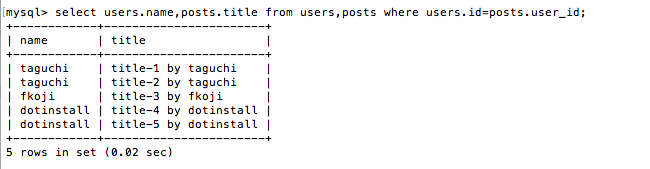 mysql> select users.name,posts.title from users,posts where users.id=posts.user_id;
+------------+-----------------------+
| name       | title                 |
+------------+-----------------------+
| taguchi    | title-1 by taguchi    |
| taguchi    | title-2 by taguchi    |
| fkoji      | title-3 by fkoji      |
| dotinstall | title-4 by dotinstall |
| dotinstall | title-5 by dotinstall |
+------------+-----------------------+
5 rows in set (0.02 sec)